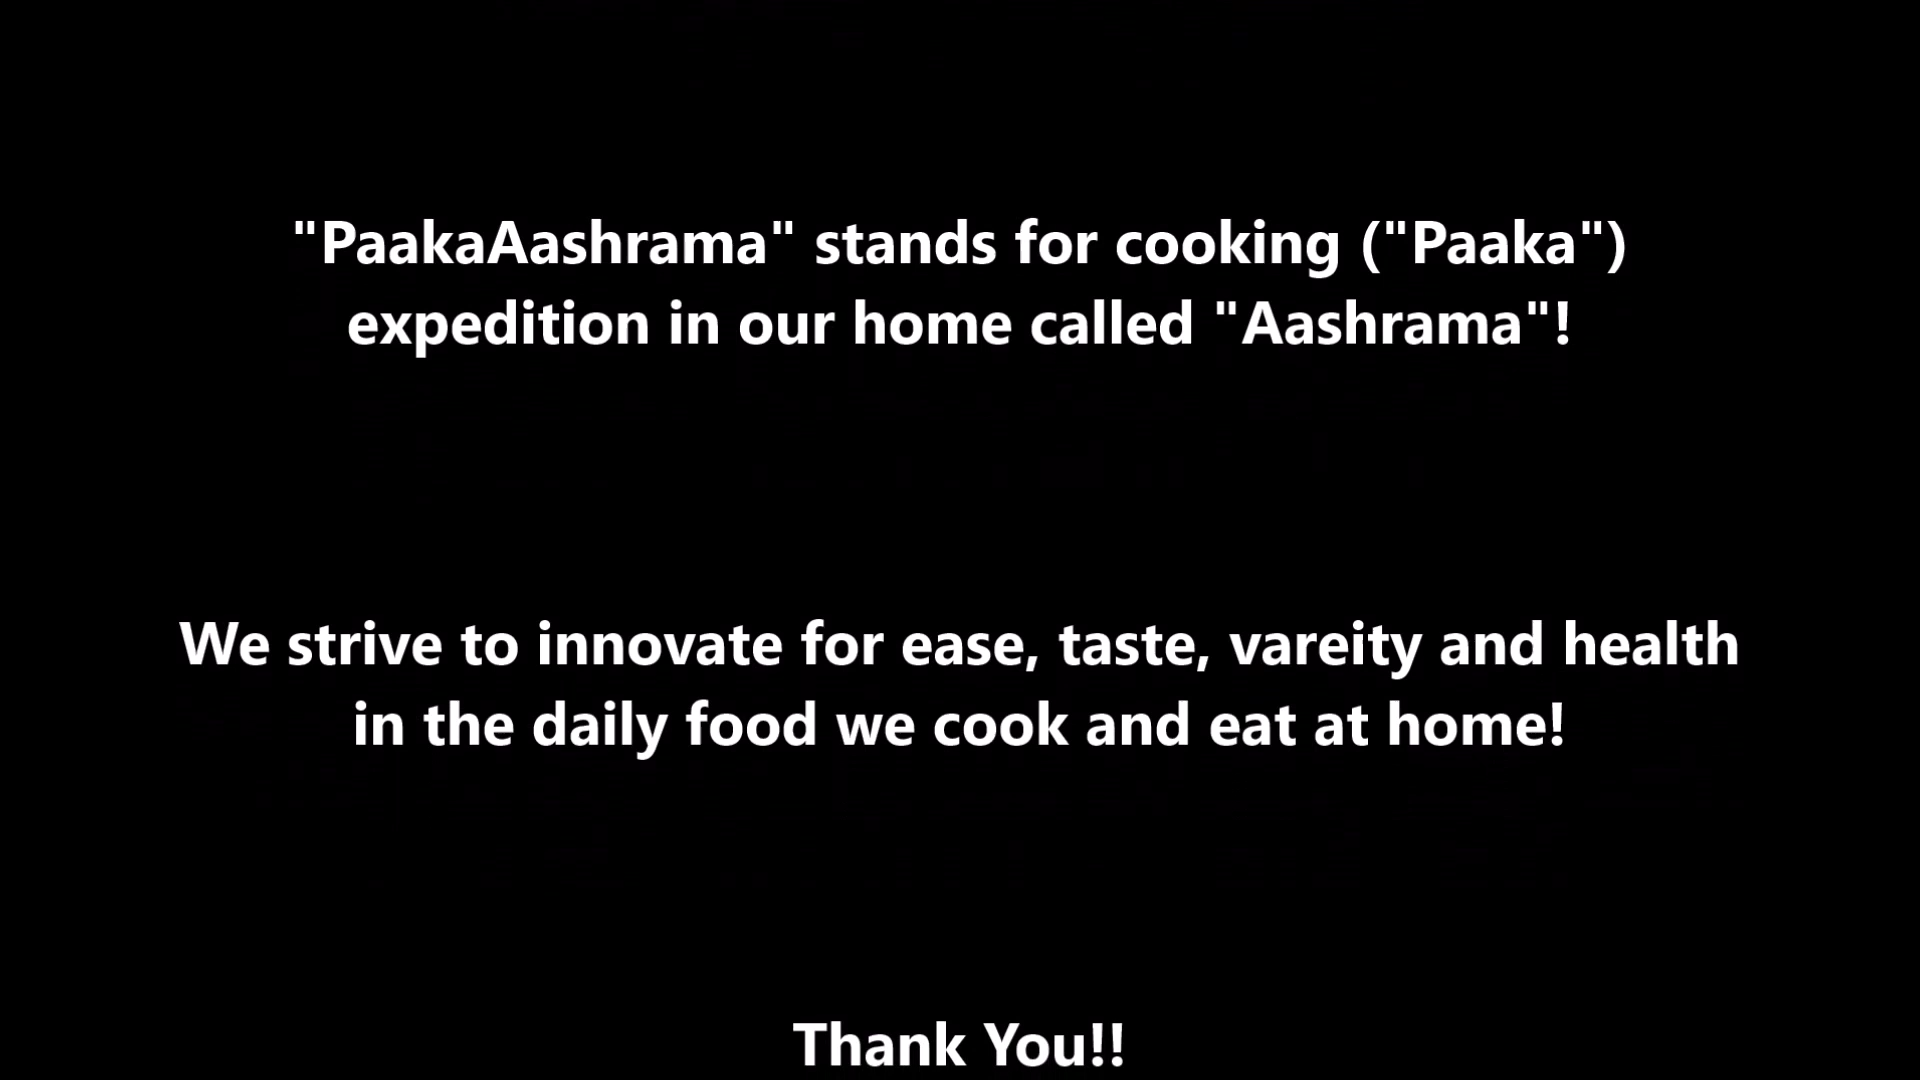 "PaakaAashrama" stands for cooking ("Paaka")
expedition in our home called "Aashrama"!
We strive to innovate for ease, taste, vareity and health
in the daily food we cook and eat at home!
Thank You!!